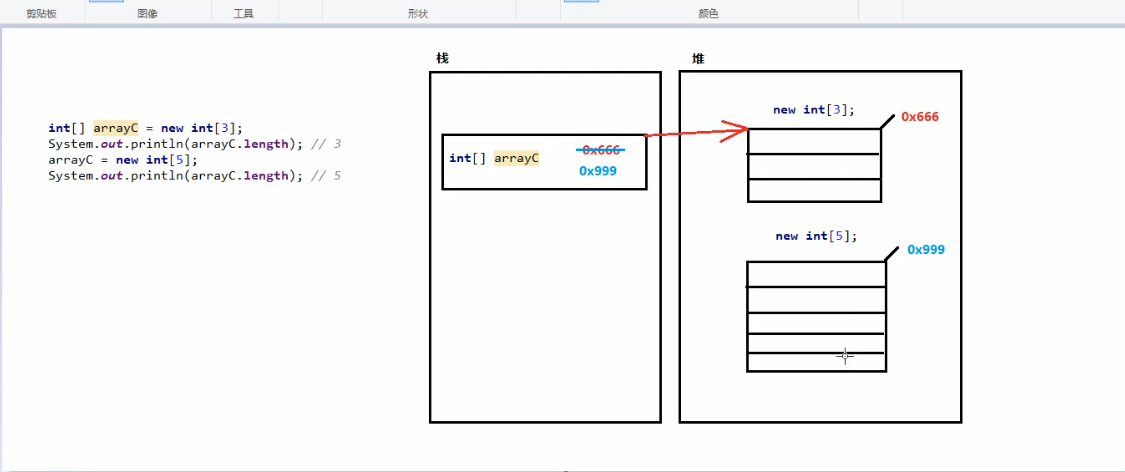 剪贴板
图像
工具
形状
颜色
栈
堆
int[] arrayC = new int[3];
System.out.println(arrayC.length); // 3
arrayC = new int[5];
System.out.println(arrayC.length); // 5
int[] arrayC
0x666
0x999
new int[3];
0x666
new int[5];
0x999